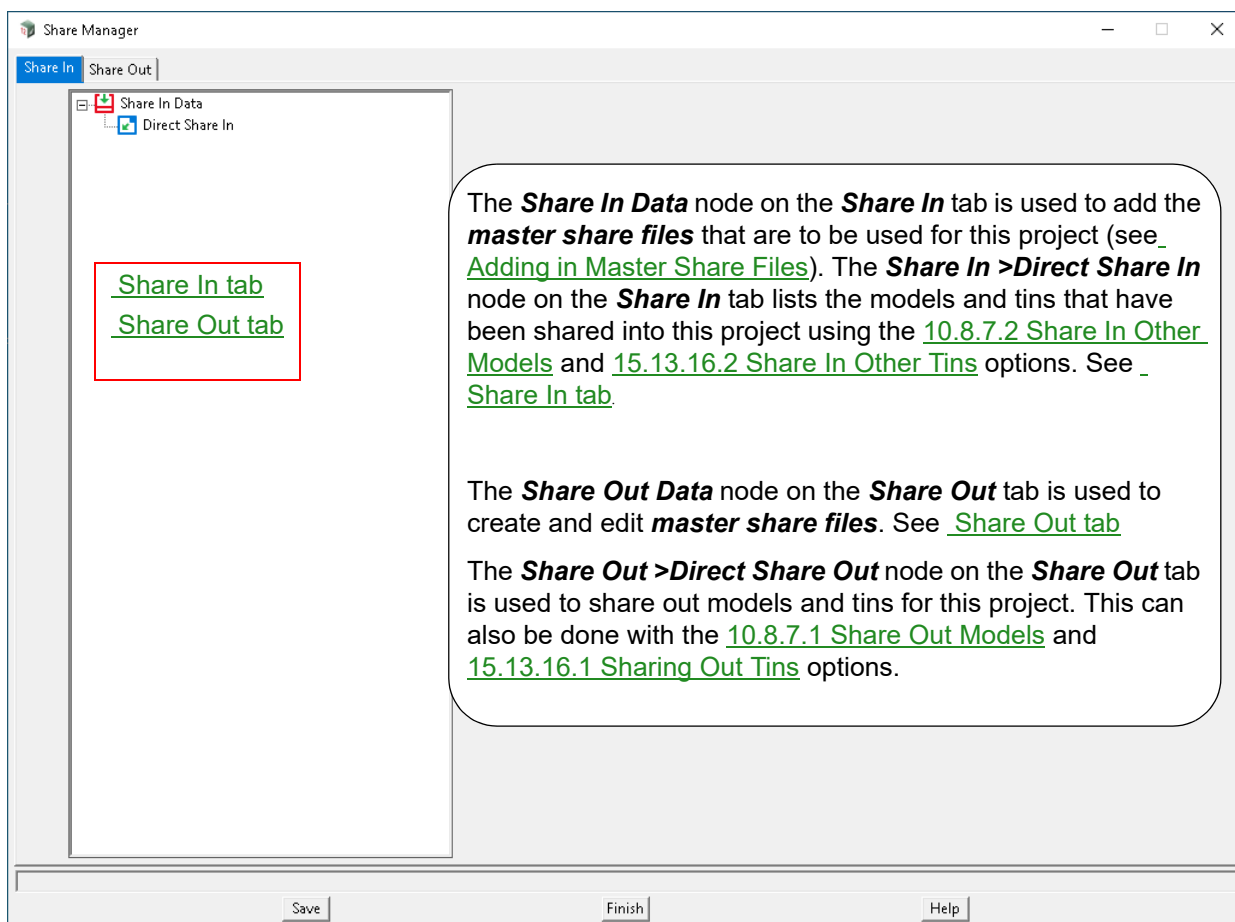 Share Manager
Share In Share Out
Share In Data
Direct Share In
Share In tab
Share Out tab
The Share In Data node on the Share In tab is used to add the
master share files that are to be used for this project (see
Adding in Master Share Files). The Share In >Direct Share In
node on the Share In tab lists the models and tins that have
been shared into this project using the 10.8.7.2 Share In Other
Models and 15.13.16.2 Share In Other Tins options. See
Share In tab.
The Share Out Data node on the Share Out tab is used to
create and edit master share files. See Share Out tab
The Share Out >Direct Share Out node on the Share Out tab
is used to share out models and tins for this project. This can
also be done with the 10.8.7.1 Share Out Models and
15.13.16.1 Sharing Out Tins options.
Save Finish Help